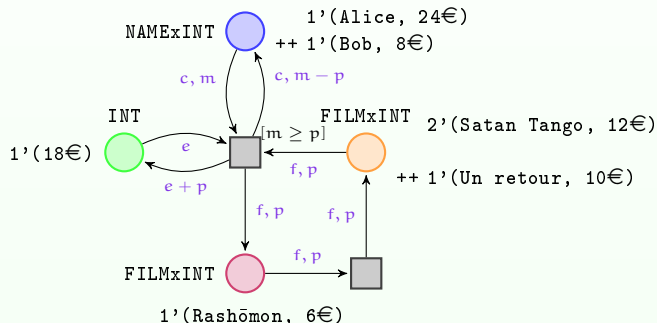 1'(Alice, 24€)
NAMExINT
++ 1'(Bob, 8€)
c, m
c, m − p
INT
[m ≥ p]
FILMxINT
2'(Satan Tango, 12€)
1'(18€)
e
f, p
e + p
++ 1'(Un retour, 10€)
f, p
f, p
FILMxINT
f, p
1'(Rashōmon, 6€)